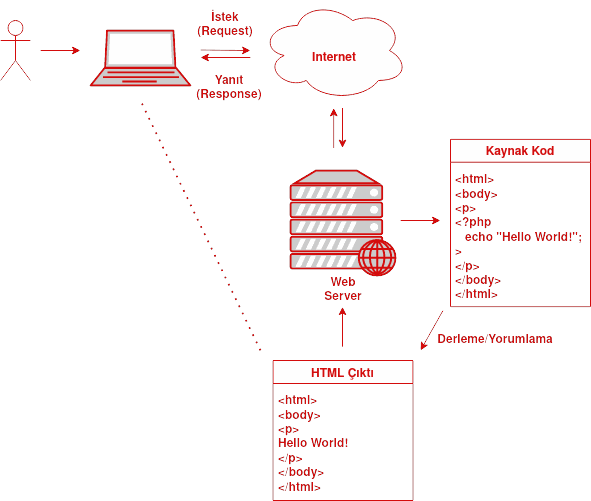 İstek
(Request)
Yanıt
(Response)
Internet
Web
Server
Kaynak Kod
<html>
<body>
<p>
<?php
echo "Hello World!";
>
</p>
</body>
</html>
Derleme/Yorumlama
HTML Çıktı
<html>
<body>
<p>
Hello World!
</p>
</body>
</html>